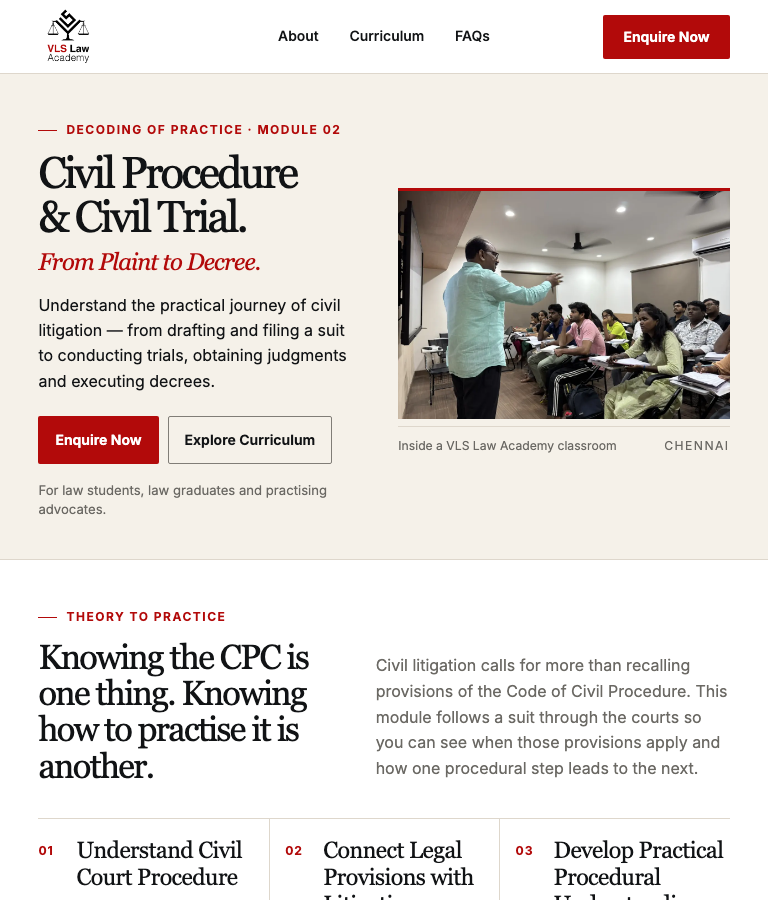 VLS Law
Academy
About
Curriculum
FAQs
Enquire Now
DECODING OF PRACTICE · MODULE 02
Civil Procedure
& Civil Trial.
From Plaint to Decree.
Understand the practical journey of civil
litigation — from drafting and filing a suit
to conducting trials, obtaining judgments
and executing decrees.
Enquire Now
Explore Curriculum
For law students, law graduates and practising
advocates.
Inside a VLS Law Academy classroom
CHENNAI
THEORY TO PRACTICE
Knowing the CPC is
one thing. Knowing
how to practise it is
another.
Civil litigation calls for more than recalling
provisions of the Code of Civil Procedure. This
module follows a suit through the courts so
you can see when those provisions apply and
how one procedural step leads to the next.
01
Understand Civil
Court Procedure
02
Connect Legal
Provisions with
03
Develop Practical
Procedural